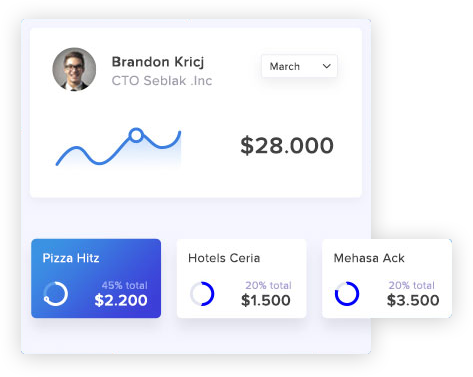 Brandon Kricj
CTO Seblak .Inc
March
$28.000
Pizza Hitz
45% total
$2.200
Hotels Ceria
20% total
$1.500
Mehasa Ack
20% total
$3.500